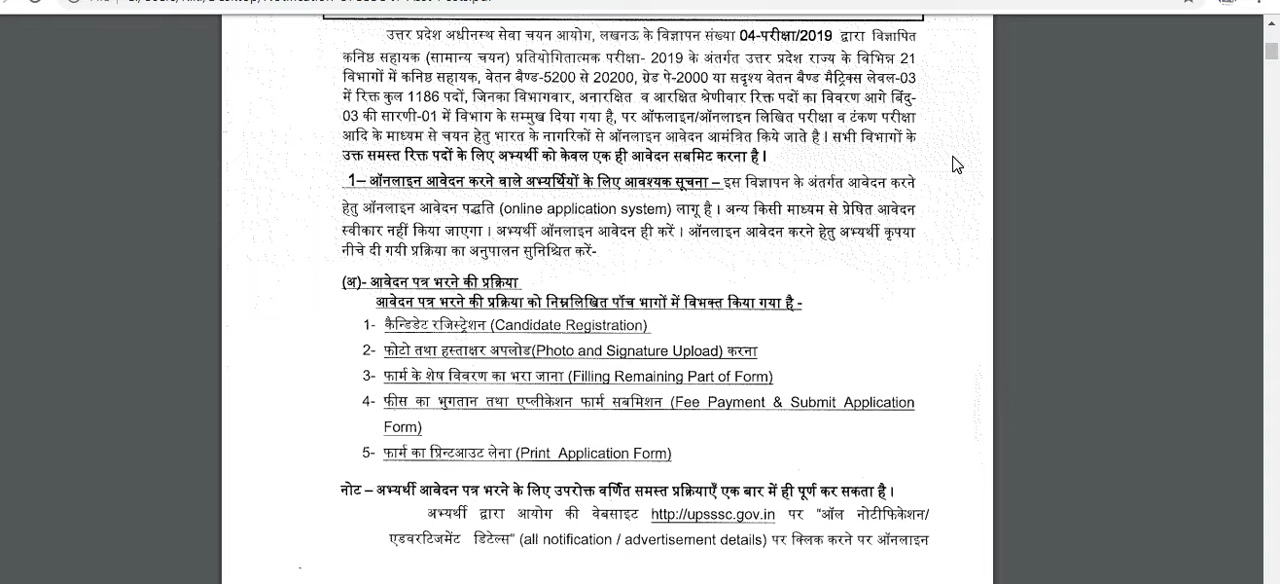 उत्तर प्रदेश अधीनस्थ सेवा चयन आयोग, लखनऊ के विज्ञापन संख्या 04-परीक्षा/2019 द्वारा विज्ञापित
कनिष्ठ सहायक (सामान्य चयन) प्रतियोगितात्मक परीक्षा- 2019 के अंतर्गत उत्तर प्रदेश राज्य के विभिन्न 21
विभागों में कनिष्ठ सहायक, वेतन बैण्ड-5200 से 20200, ग्रेड पे-2000 या सदृश्य वेतन बैण्ड मैट्रिक्स लेवल-03
में रिक्त कुल 1186 पदों, जिनका विभागवार, अनारक्षित व आरक्षित श्रेणीवार रिक्त पदों का विवरण आगे बिंदु-
03 की सारणी-01 में विभाग के सम्मुख दिया गया है, पर ऑफलाइन/ऑनलाइन लिखित परीक्षा व टंकण परीक्षा
आदि के माध्यम से चयन हेतु भारत के नागरिकों से ऑनलाइन आवेदन आमंत्रित किये जाते है। सभी विभागों के
उक्त समस्त रिक्त पदों के लिए अभ्यर्थी को केवल एक ही आवेदन सबमिट करना है।
1– ऑनलाइन आवेदन करने वाले अभ्यर्थियों के लिए आवश्यक सूचना – इस विज्ञापन के अंतर्गत आवेदन करने
हेतु ऑनलाइन आवेदन पद्धति (online application system) लागू है। अन्य किसी माध्यम से प्रेषित आवेदन
स्वीकार नहीं किया जाएगा। अभ्यर्थी ऑनलाइन आवेदन ही करें। ऑनलाइन आवेदन करने हेतु अभ्यर्थी कृपया
नीचे दी गयी प्रक्रिया का अनुपालन सुनिश्चित करें-
(अ)- आवेदन पत्र भरने की प्रक्रिया
आवेदन पत्र भरने की प्रक्रिया को निम्नलिखित पॉच भागों में विभक्त किया गया है -
1- कैन्डिडेट रजिस्ट्रेशन (Candidate Registration)
2- फोटो तथा हस्ताक्षर अपलोड(Photo and Signature Upload) करना
3- फार्म के शेष विवरण का भरा जाना (Filling Remaining Part of Form)
4- फीस का भुगतान तथा एप्लीकेशन फार्म सबमिशन (Fee Payment & Submit Application
Form)
5- फार्म का प्रिन्टआउट लेना (Print Application Form)
नोट – अभ्यर्थी आवेदन पत्र भरने के लिए उपरोक्त वर्णित समस्त प्रक्रियाएँ एक बार में ही पूर्ण कर सकता है।
अभ्यर्थी द्वारा आयोग की वेबसाइट http://upsssc.gov.in पर "ऑल नोटीफिकेशन/
एडवरटिजमेंट डिटेल्स" (all notification / advertisement details) पर क्लिक करने पर ऑनलाइन